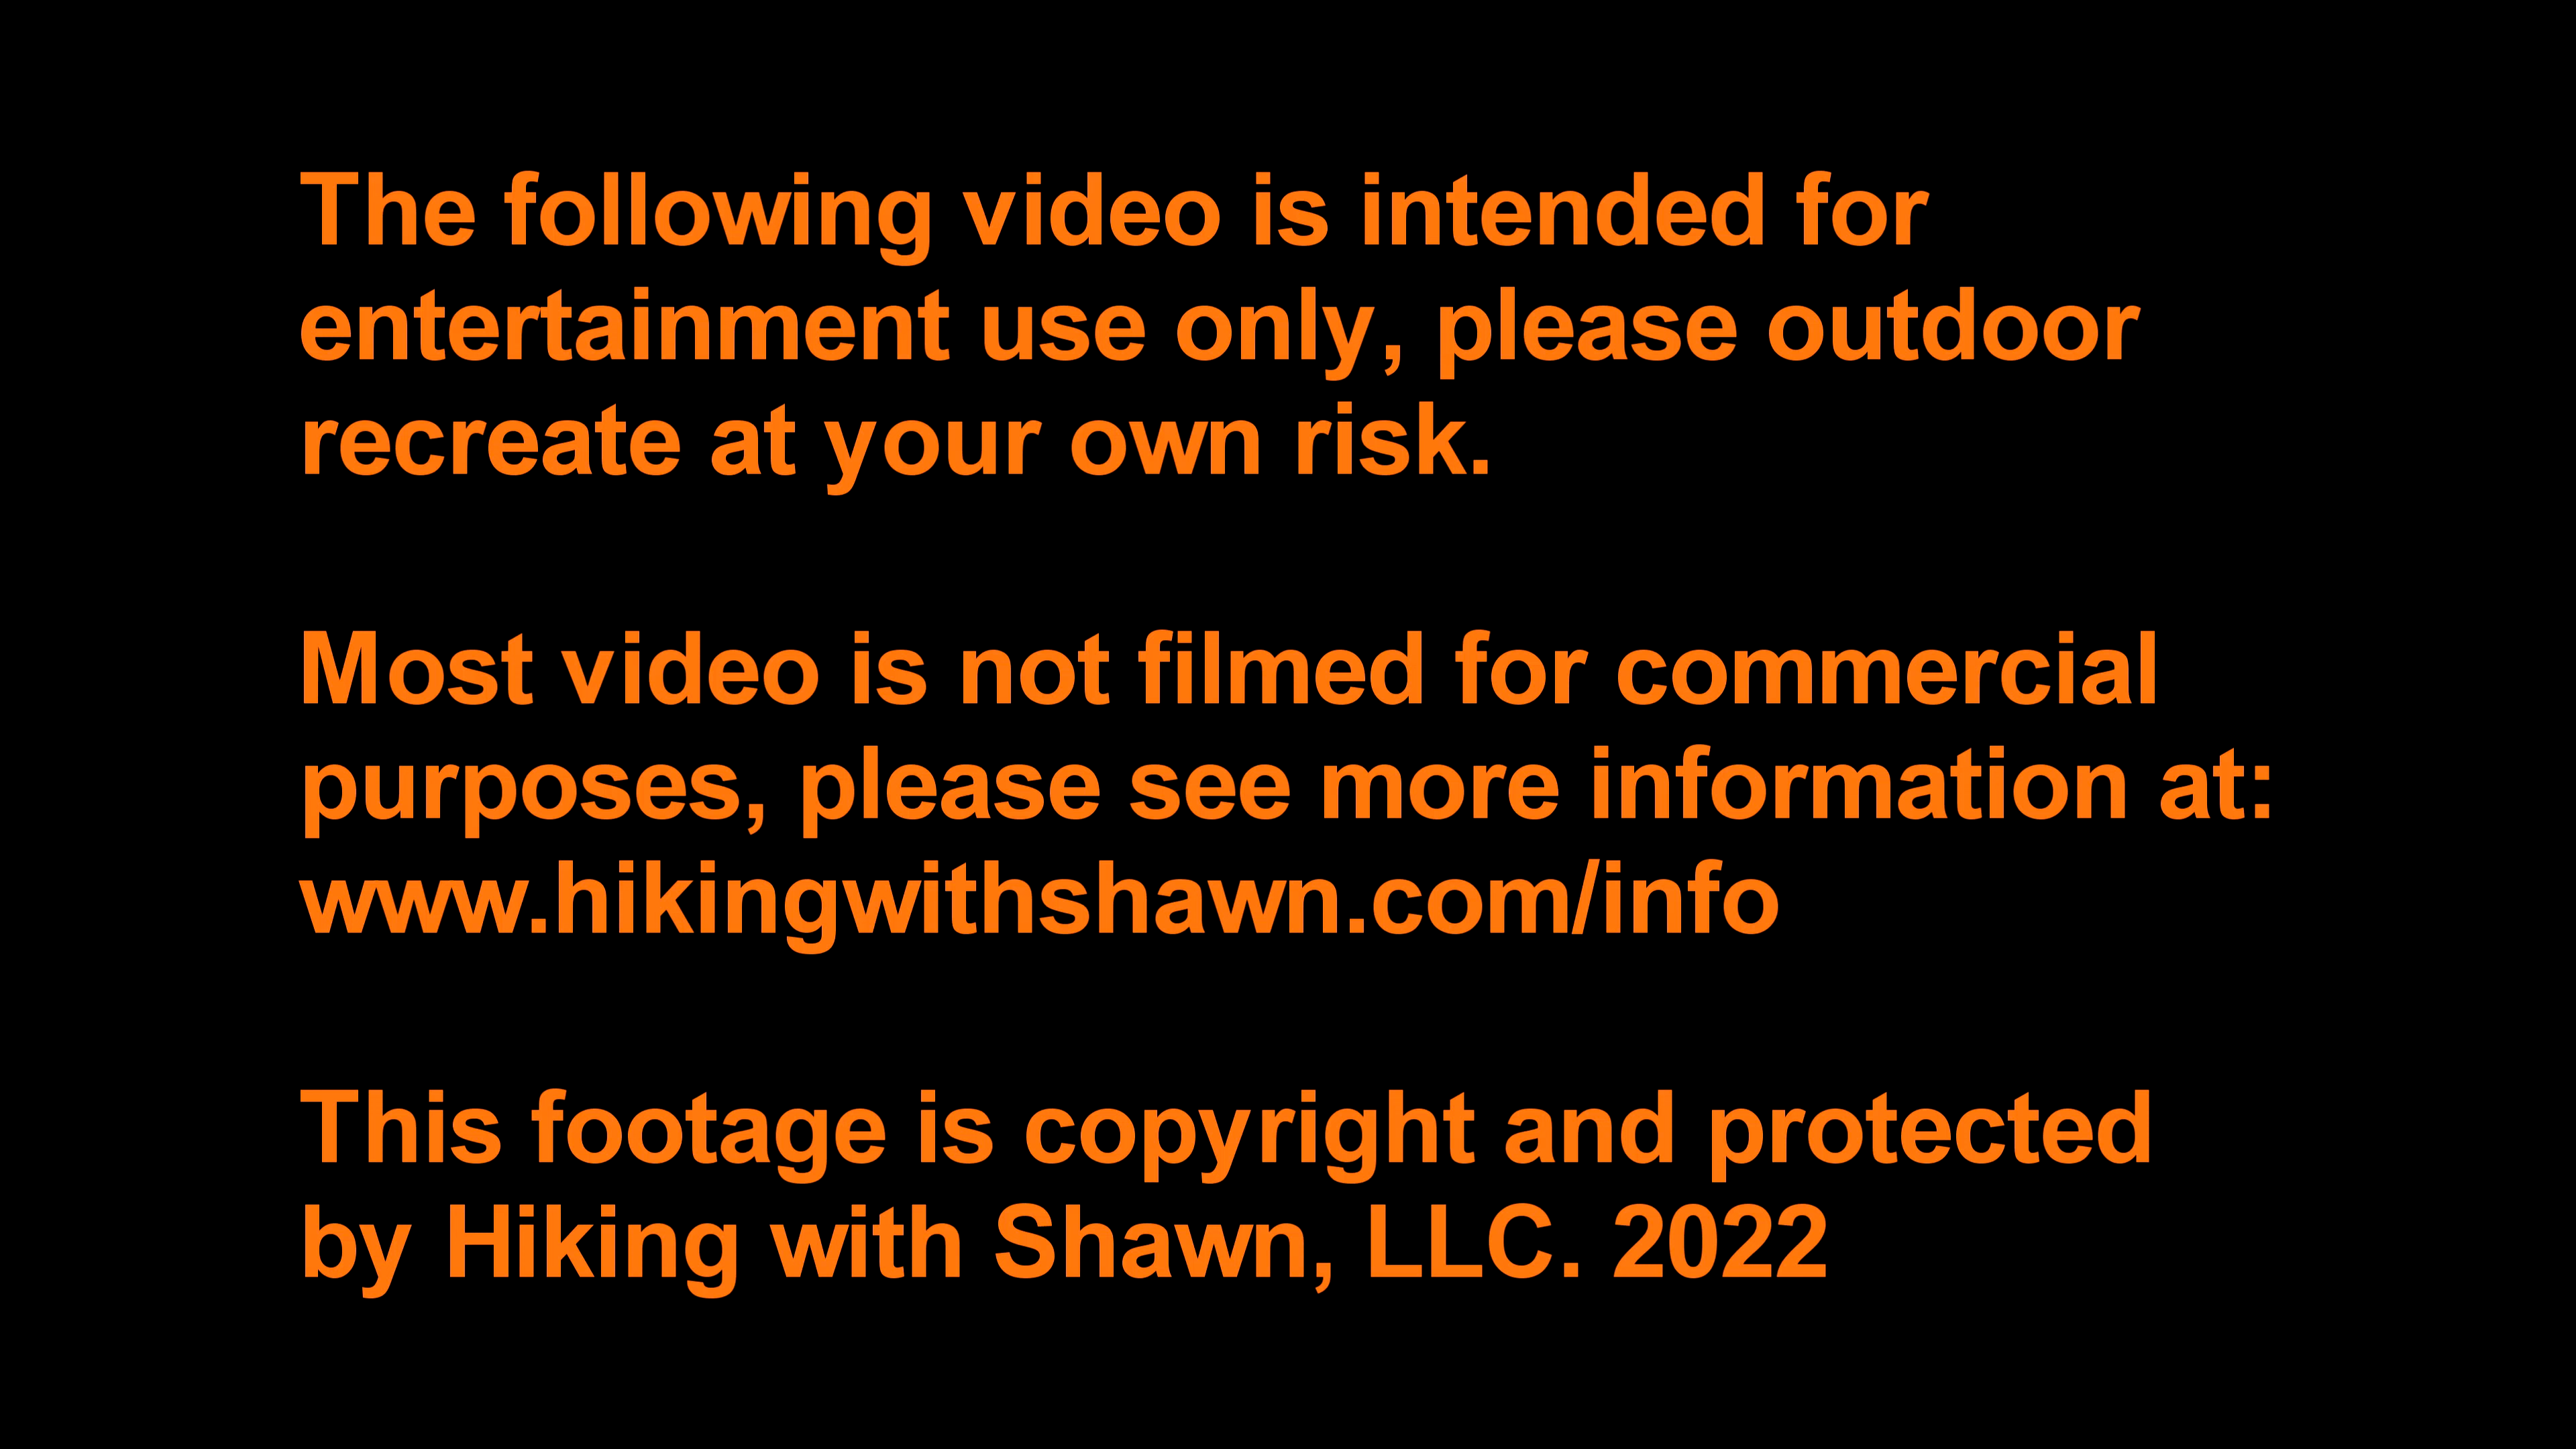 The following video is intended for
entertainment use only, please outdoor
recreate at your own risk.
Most video is not filmed for commercial
purposes, please see more information at:
www.hikingwithshawn.com/info
This footage is copyright and protected
by Hiking with Shawn, LLC. 2022